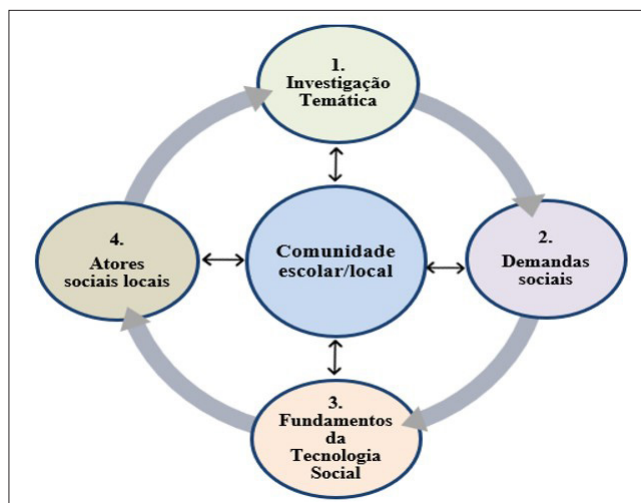 1.
Investigação
Temática
2.
Demandas
sociais
3.
Fundamentos
da
Tecnologia
Social
4.
Atores
sociais locais
Comunidade
escolar/local